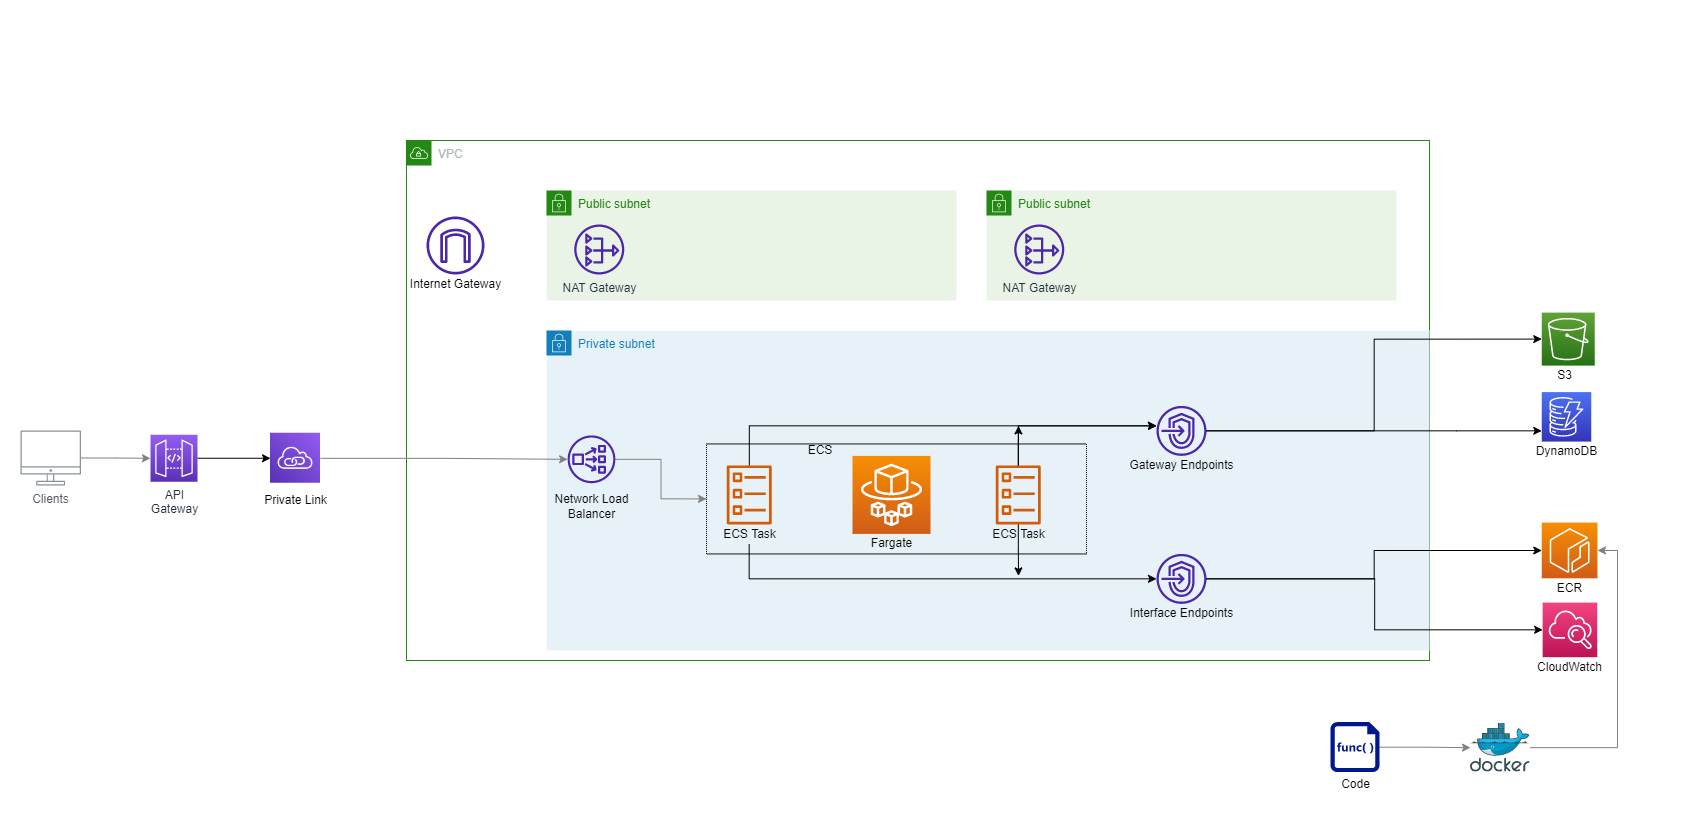 VPC
Public subnet
Public subnet
Internet Gateway
NAT Gateway
NAT Gateway
Private subnet
S3
DynamoDB
Clients
API
Gateway
Private Link
Network Load
Balancer
ECS
ECS Task
Fargate
ECS Task
Gateway Endpoints
Interface Endpoints
ECR
CloudWatch
func( )
Code
docker